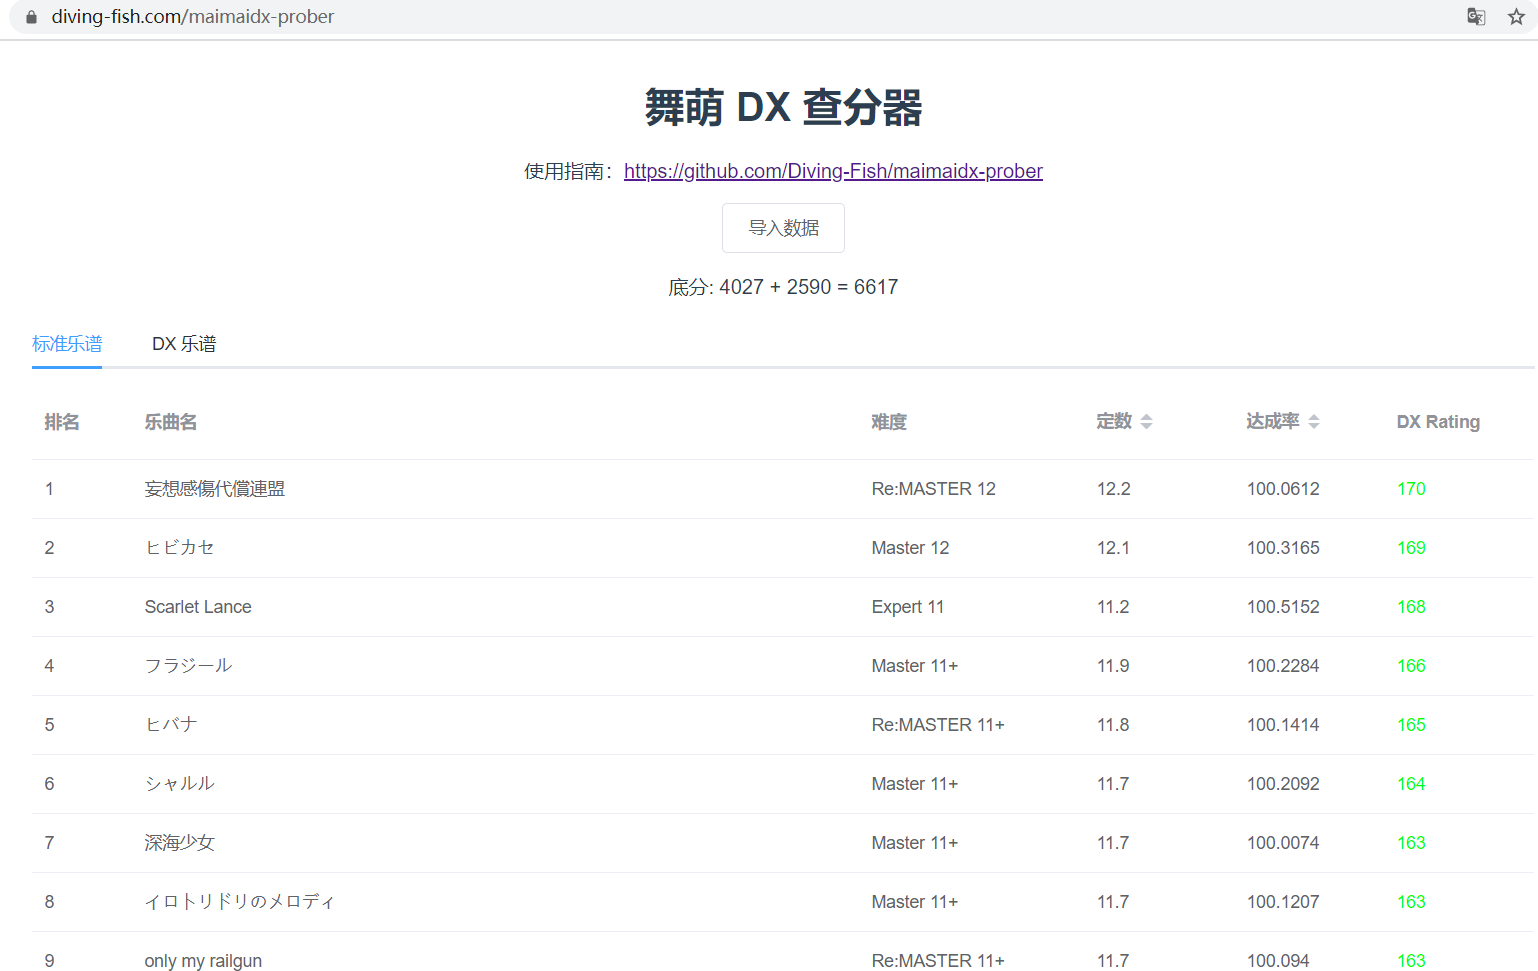 diving-fish.com/maimaidx-prober
舞萌 DX 查分器
使用指南：https://github.com/Diving-Fish/maimaidx-prober
导入数据
底分: 4027 + 2590 = 6617
标准乐谱 DX 乐谱
排名 乐曲名 难度 定数 达成率 DX Rating
1 妄想感傷代償連盟 Re:MASTER 12 12.2 100.0612 170
2 ヒビカセ Master 12 12.1 100.3165 169
3 Scarlet Lance Expert 11 11.2 100.5152 168
4 フラジール Master 11+ 11.9 100.2284 166
5 ヒバナ Re:MASTER 11+ 11.8 100.1414 165
6 シャルル Master 11+ 11.7 100.2092 164
7 深海少女 Master 11+ 11.7 100.0074 163
8 イロトリドリのメロディ Master 11+ 11.7 100.1207 163
9 only my railgun Re:MASTER 11+ 11.7 100.094 163